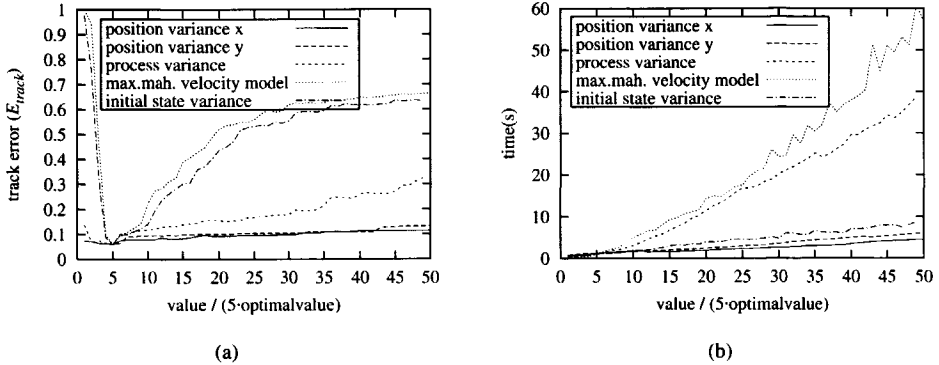 1
0.9
0.8
0.7
0.6
0.5
0.4
0.3
0.2
0.1
0
track error (E_track)
position variance x
position variance y
process variance
max.mah. velocity model
initial state variance
0 5 10 15 20 25 30 35 40 45 50
value / (5·optimalvalue)
(a)
60
50
40
30
20
10
0
time(s)
position variance x
position variance y
process variance
max.mah. velocity model
initial state variance
0 5 10 15 20 25 30 35 40 45 50
value / (5·optimalvalue)
(b)